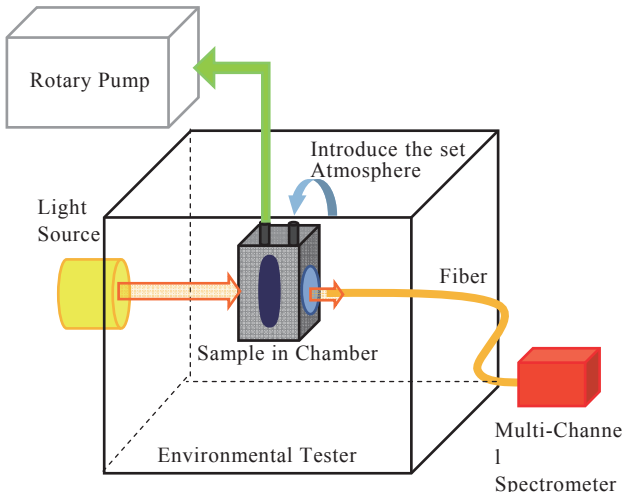 Rotary Pump
Introduce the set
Atmosphere
Light
Source
Fiber
Sample in Chamber
Environmental Tester
Multi-Channe
l
Spectrometer